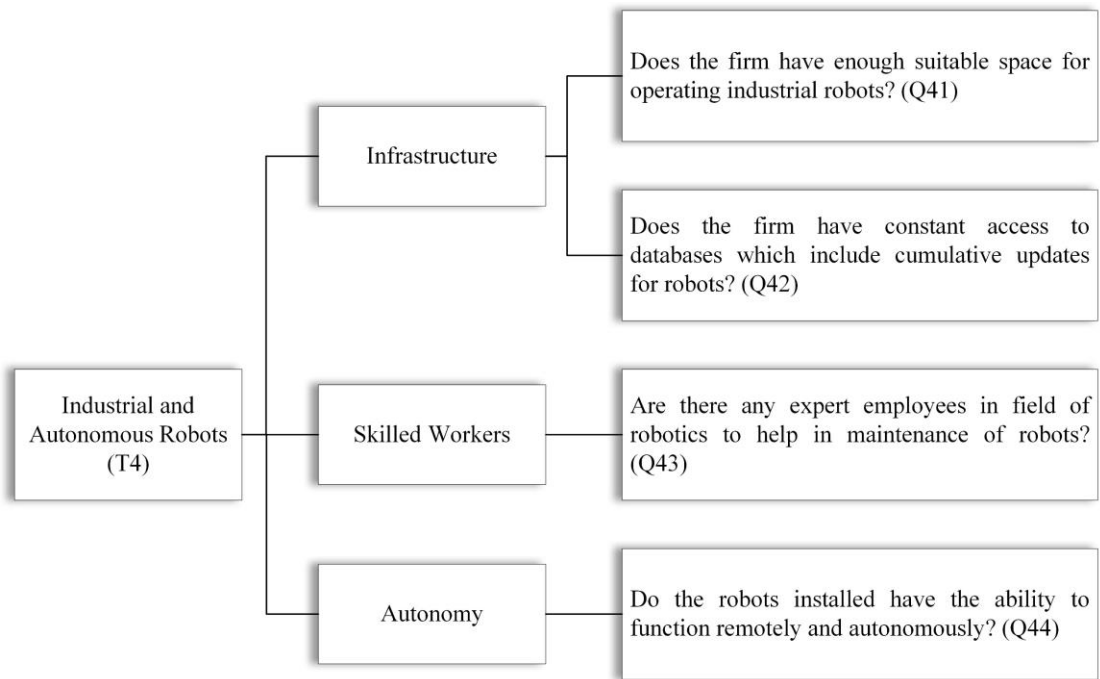 Industrial and
Autonomous Robots
(T4)
Infrastructure
Does the firm have enough suitable space for
operating industrial robots? (Q41)
Does the firm have constant access to
databases which include cumulative updates
for robots? (Q42)
Skilled Workers
Are there any expert employees in field of
robotics to help in maintenance of robots?
(Q43)
Autonomy
Do the robots installed have the ability to
function remotely and autonomously? (Q44)